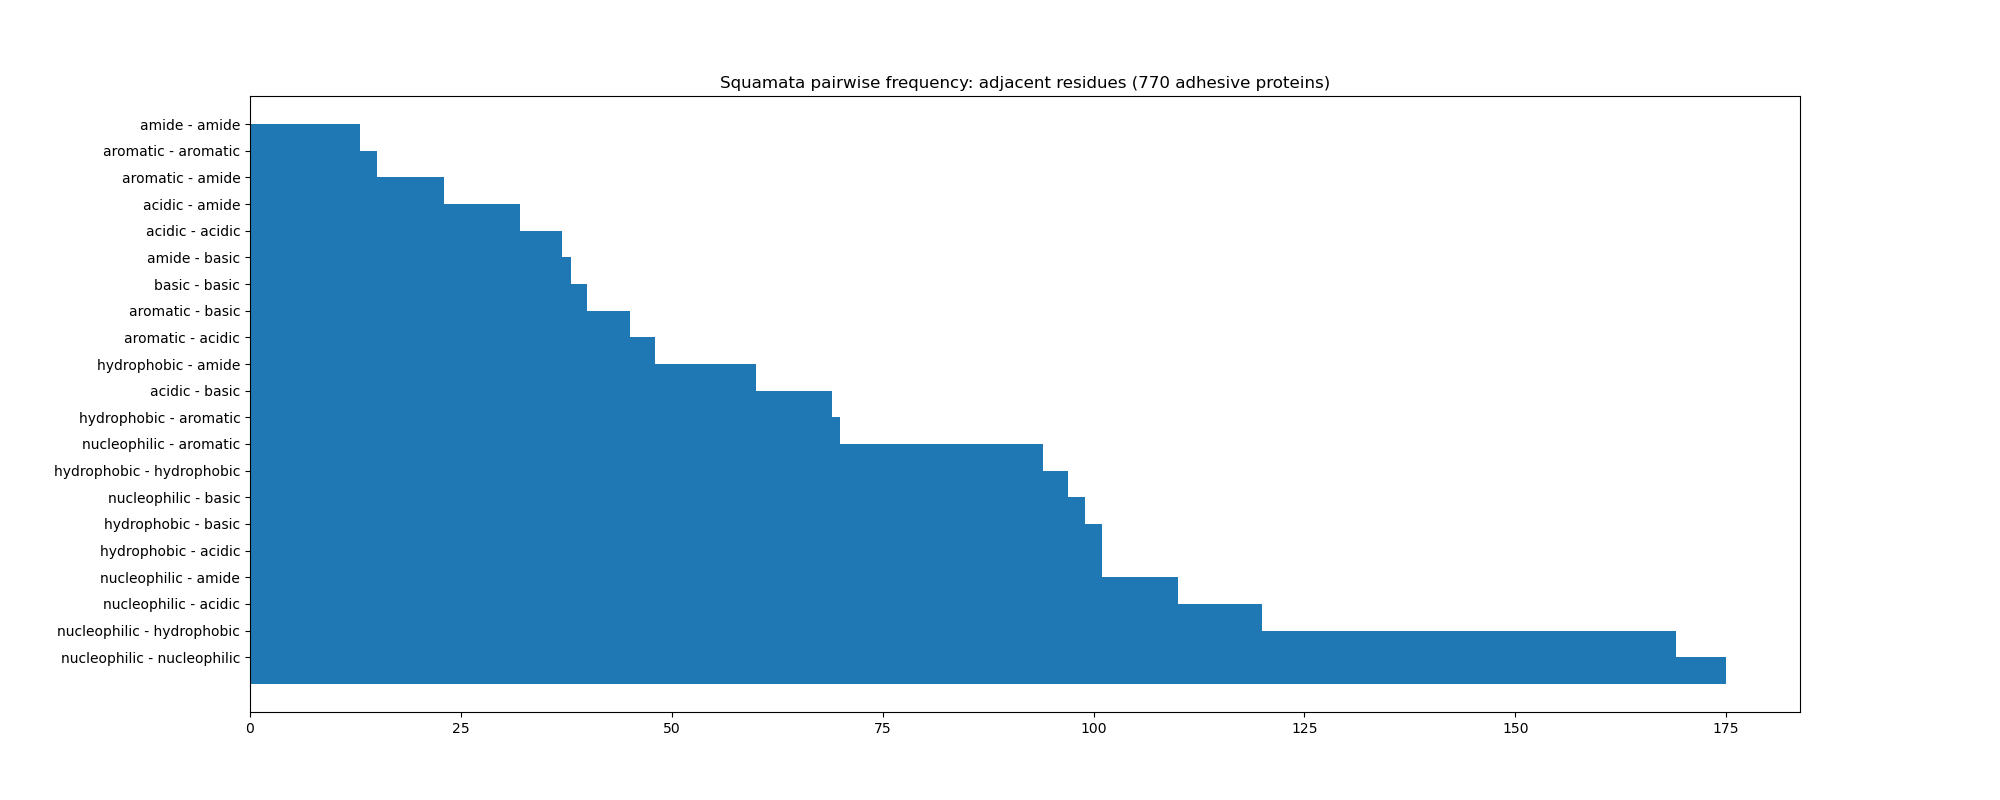 Squamata pairwise frequency: adjacent residues (770 adhesive proteins)
amide - amide
aromatic - aromatic
aromatic - amide
acidic - amide
acidic - acidic
amide - basic
basic - basic
aromatic - basic
aromatic - acidic
hydrophobic - amide
acidic - basic
hydrophobic - aromatic
nucleophilic - aromatic
hydrophobic - hydrophobic
nucleophilic - basic
hydrophobic - basic
hydrophobic - acidic
nucleophilic - amide
nucleophilic - acidic
nucleophilic - hydrophobic
nucleophilic - nucleophilic
0 25 50 75 100 125 150 175